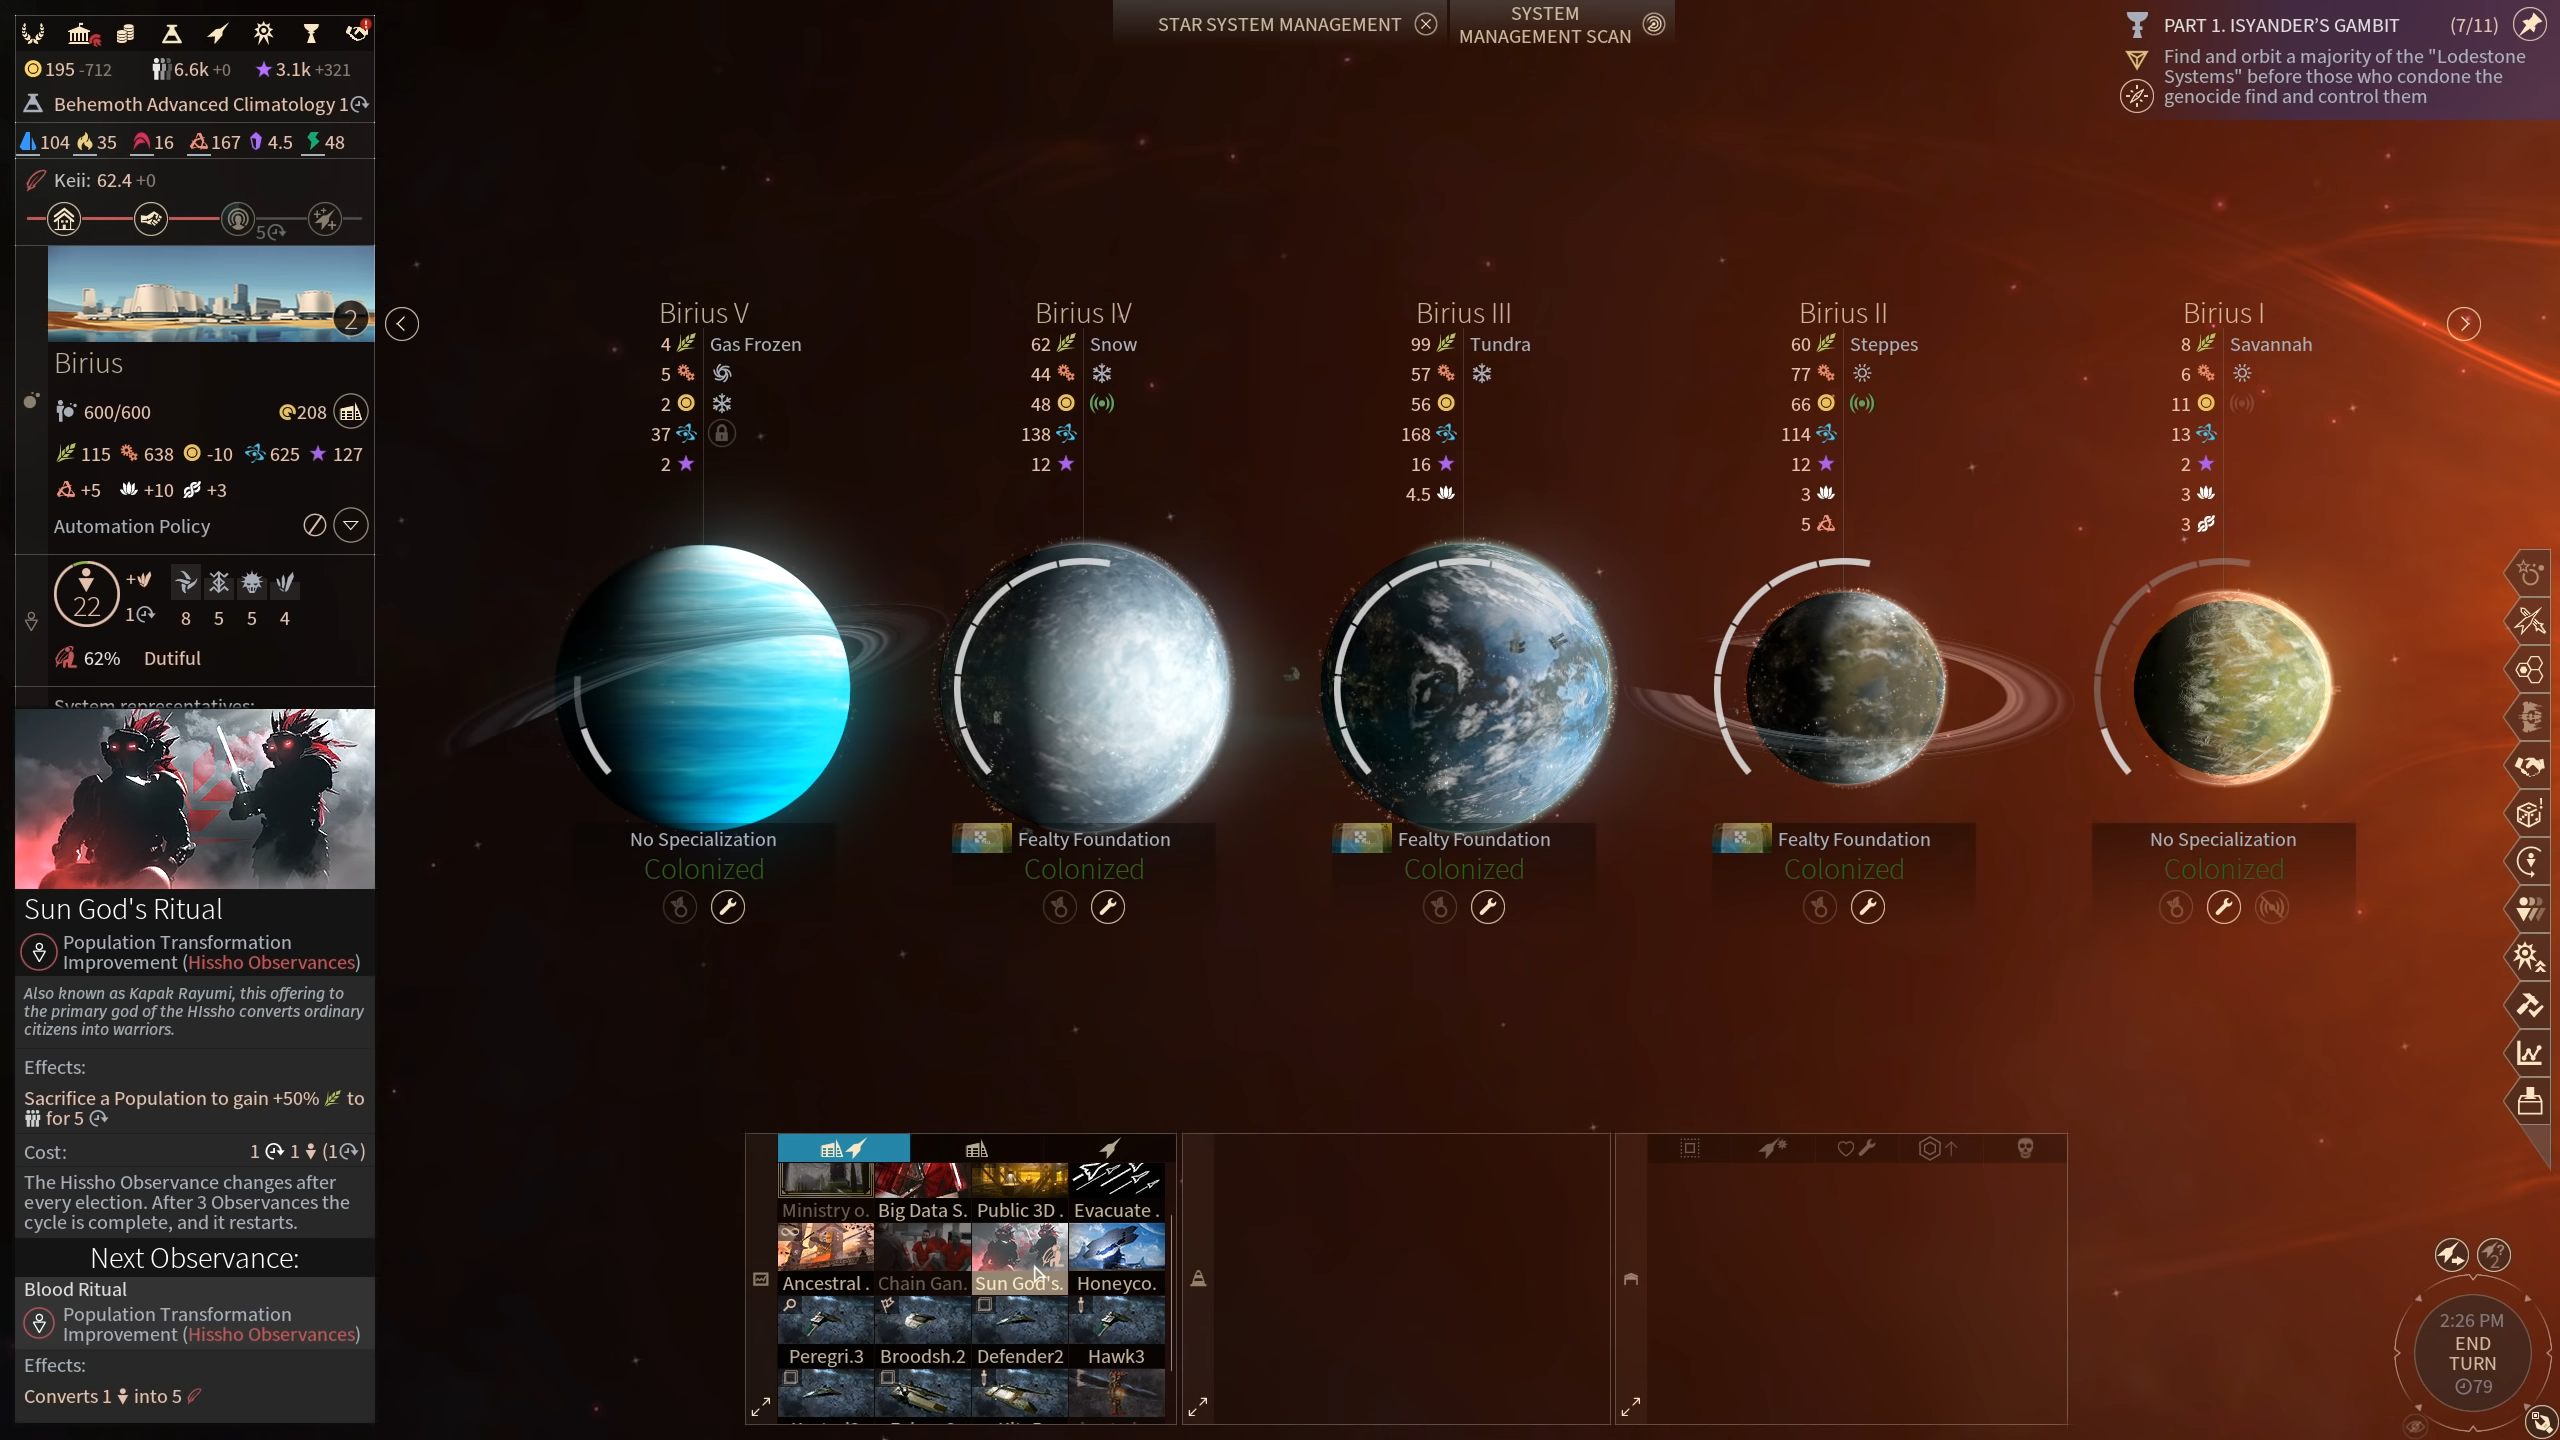 STAR SYSTEM MANAGEMENT
SYSTEM
MANAGEMENT SCAN
PART 1. ISYANDER'S GAMBIT (7/11)
Find and orbit a majority of the "Lodestone
Systems" before those who condone the
genocide find and control them
195 -712 6.6k +0 3.1k +321
Behemoth Advanced Climatology 1
104 35 16 167 4.5 48
Keii: 62.4 +0
5
2
Birius
600/600 208
115 638 -10 625 127
+5 +10 +3
Automation Policy
22 + 1 8 5 5 4
62% Dutiful
System representatives:
Sun God's Ritual
Population Transformation
Improvement (Hissho Observances)
Also known as Kapak Rayumi, this offering to
the primary god of the HIssho converts ordinary
citizens into warriors.
Effects:
Sacrifice a Population to gain +50% to
for 5
Cost: 1 1 (1)
The Hissho Observance changes after
every election. After 3 Observances the
cycle is complete, and it restarts.
Next Observance:
Blood Ritual
Population Transformation
Improvement (Hissho Observances)
Effects:
Converts 1 into 5
Birius V
4 Gas Frozen
5
2
37
2
No Specialization
Colonized
Birius IV
62 Snow
44
48
138
12
Fealty Foundation
Colonized
Birius III
99 Tundra
57
56
168
16
4.5
Fealty Foundation
Colonized
Birius II
60 Steppes
77
66
114
12
3
5
Fealty Foundation
Colonized
Birius I
8 Savannah
6
11
13
2
3
3
No Specialization
Colonized
Ministry o. Big Data S. Public 3D . Evacuate .
Ancestral . Chain Gan. Sun God's. Honeyco.
Peregri.3 Broodsh.2 Defender2 Hawk3
2
2:26 PM
END
TURN
79